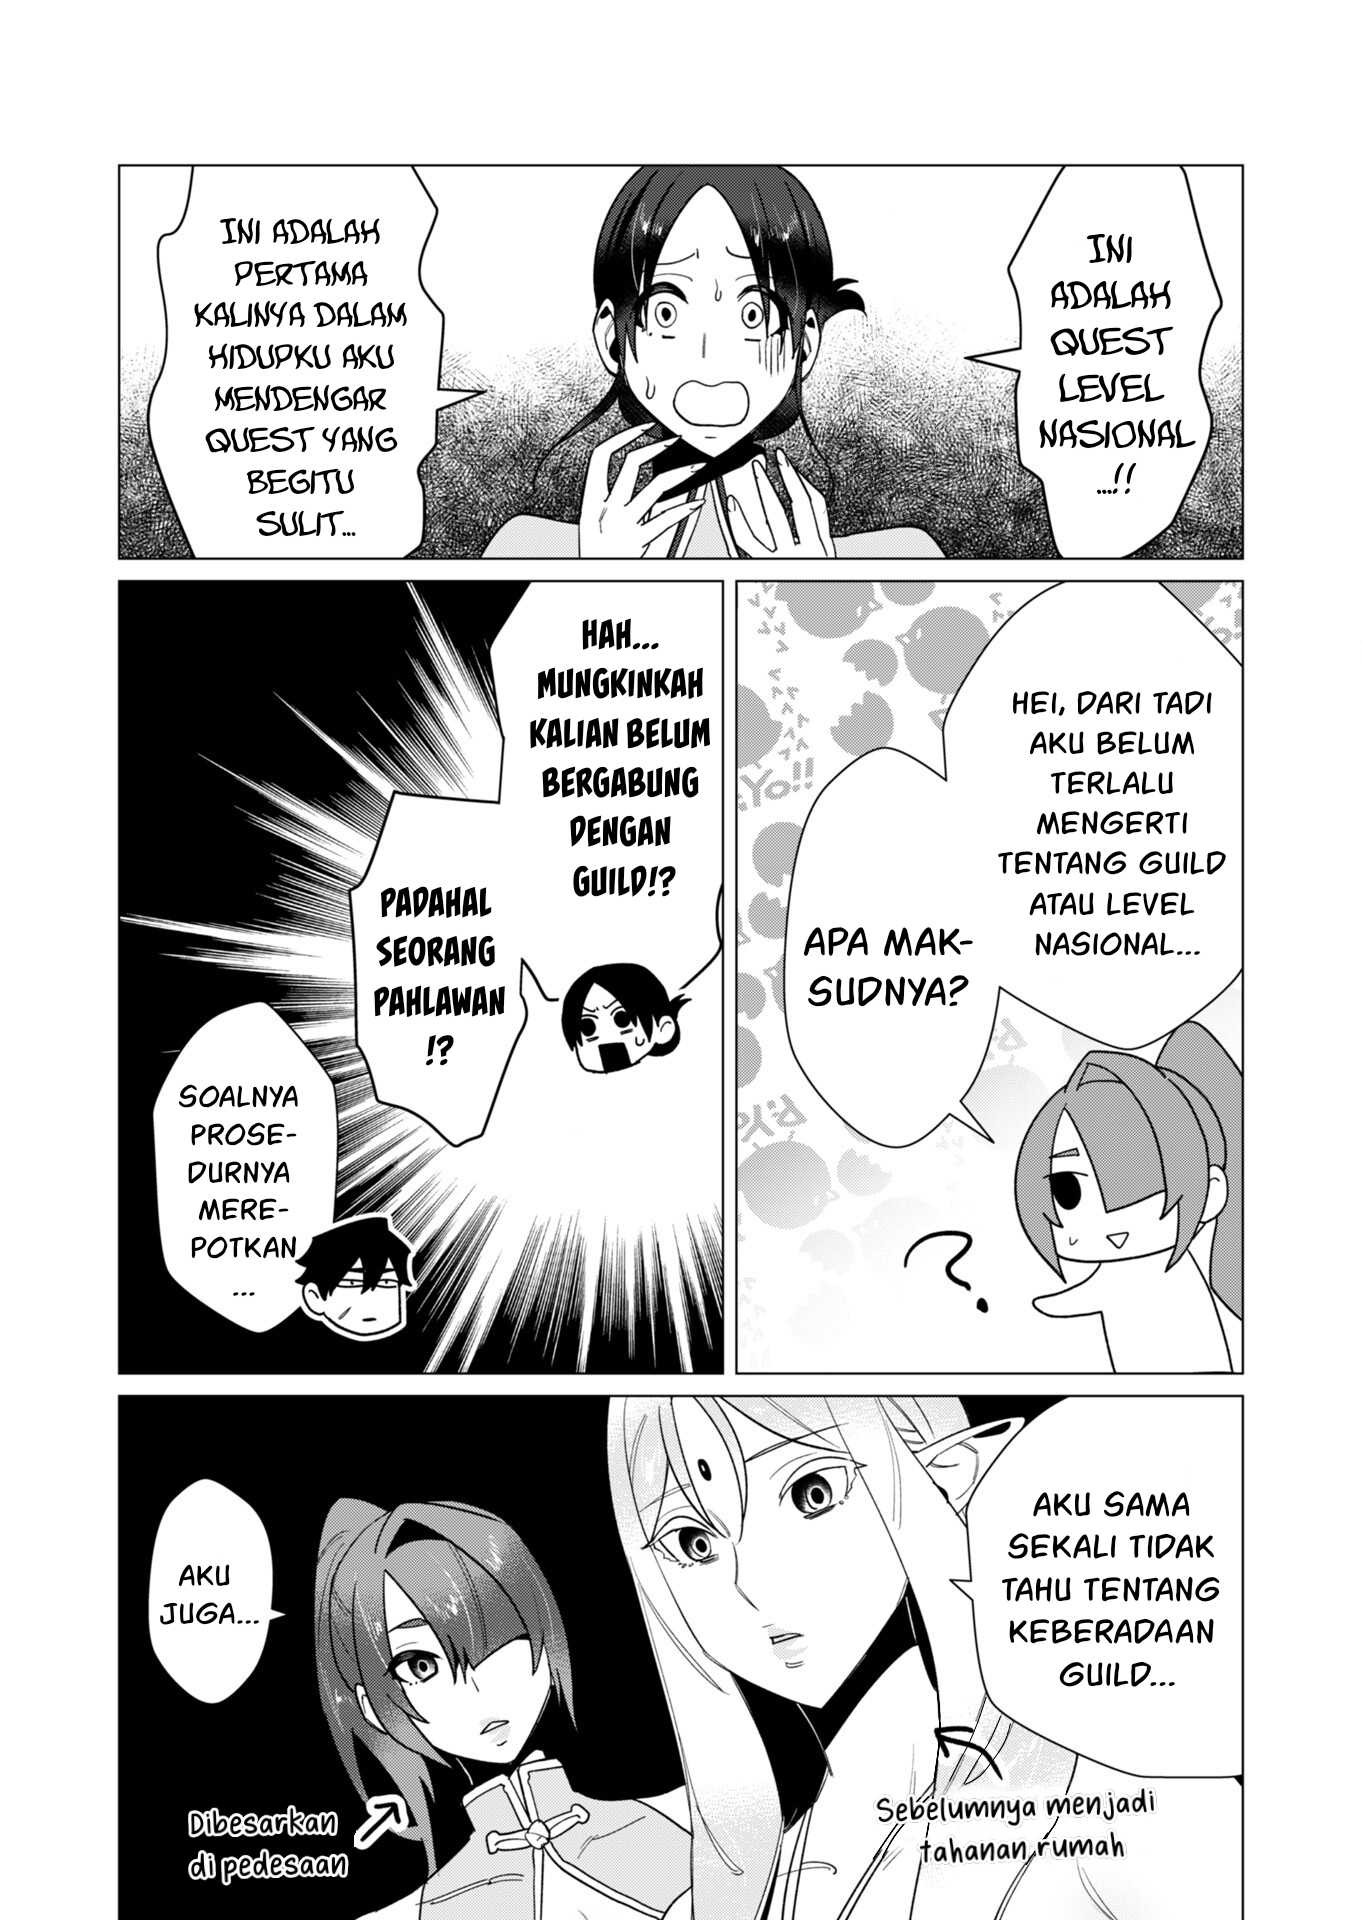 INI
ADALAH
QUEST
LEVEL
NASIONAL
...!!
INI ADALAH
PERTAMA
KALINYA DALAM
HIDUPKU AKU
MENDENGAR
QUEST YANG
BEGITU
SULIT...
HEI, DARI TADI
AKU BELUM
TERLALU
MENGERTI
TENTANG GUILD
ATAU LEVEL
NASIONAL...
APA MAK-
SUDNYA?
?
HAH...
MUNGKINKAH
KALIAN BELUM
BERGABUNG
DENGAN
GUILD!?
PADAHAL
SEORANG
PAHLAWAN
!?
SOALNYA
PROSE-
DURNYA
MERE-
POTKAN
...
AKU SAMA
SEKALI TIDAK
TAHU TENTANG
KEBERADAAN
GUILD...
Sebelumnya menjadi
tahanan rumah
AKU
JUGA...
Dibesarkan
di pedesaan